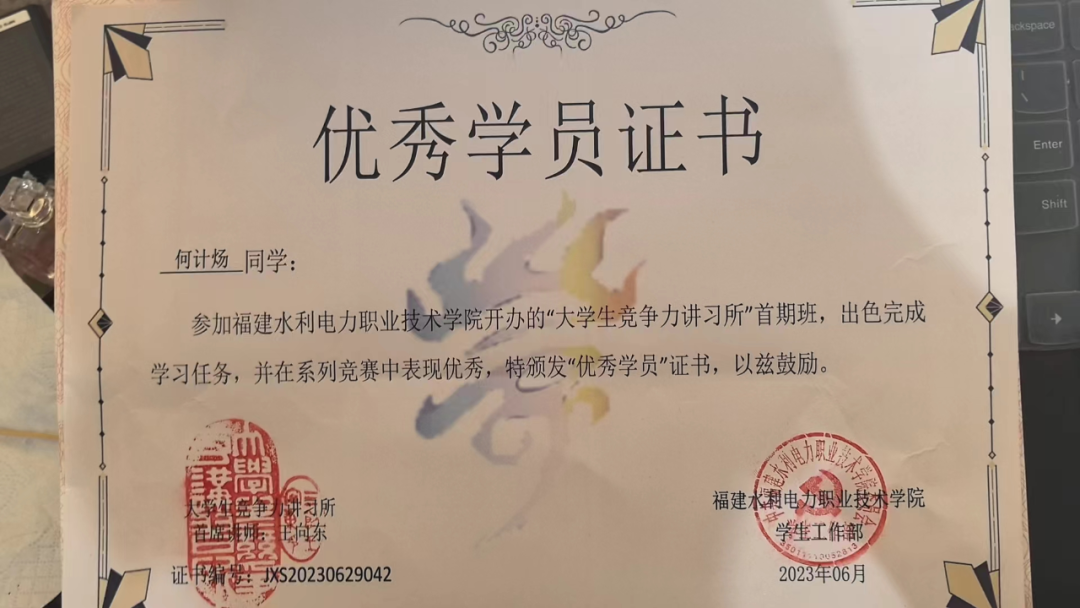 优秀学员证书
何计炀 同学：
参加福建水利电力职业技术学院开办的“大学生竞争力讲习所”首期班，出色完成
学习任务，并在系列竞赛中表现优秀，特颁发“优秀学员”证书，以兹鼓励。
大学生竞争力讲习所
首席讲师：王向东
证书编号：JXS20230629042
福建水利电力职业技术学院
学生工作部
2023年06月
Backspace
Enter
Shift